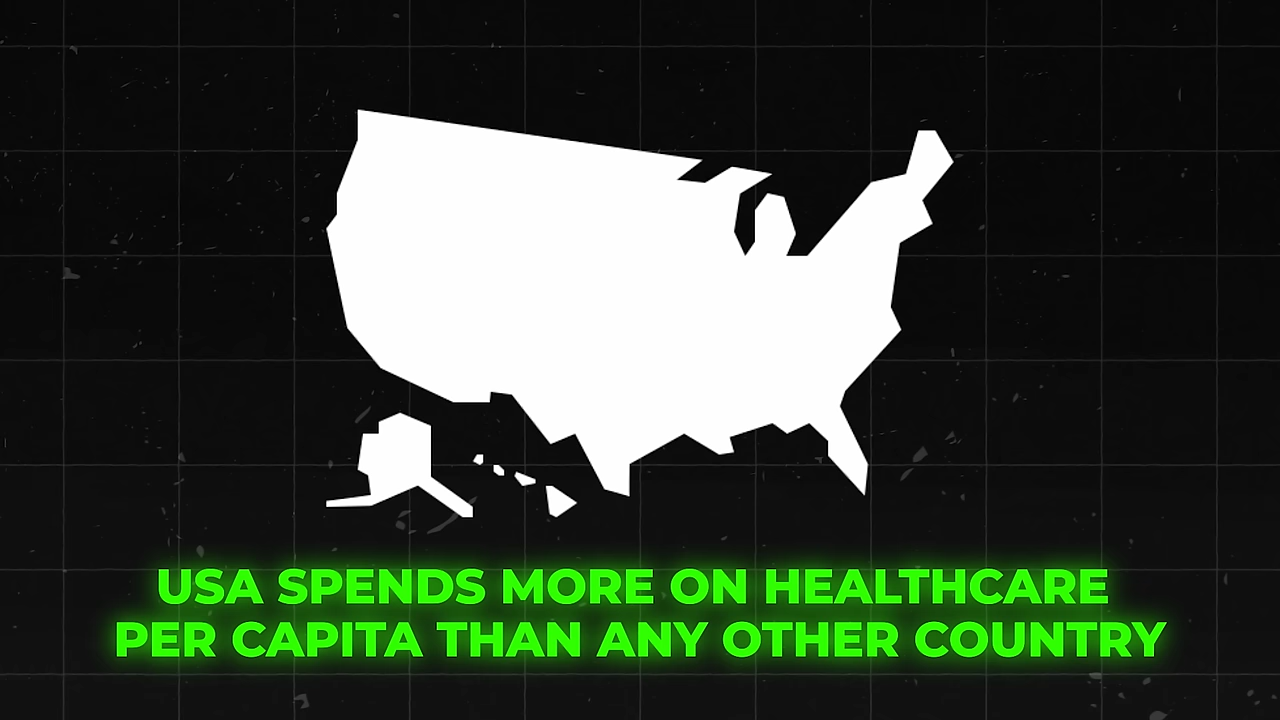 USA SPENDS MORE ON HEALTHCARE
PER CAPITA THAN ANY OTHER COUNTRY